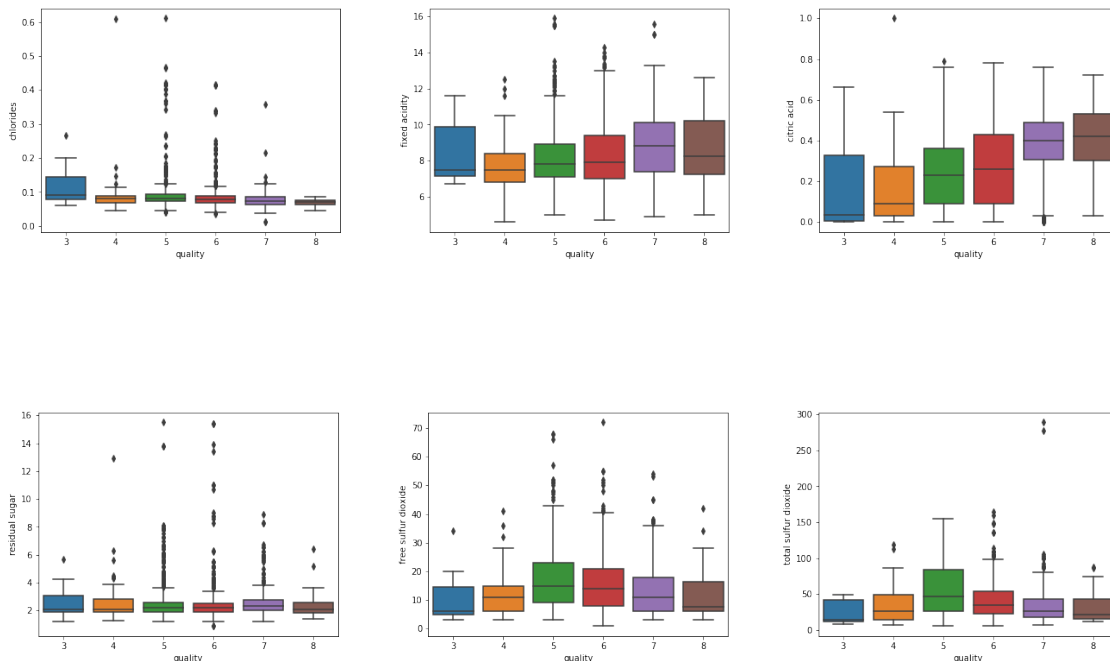 0.6
0.5
0.4
0.3
0.2
0.1
0.0
chlorides
3 4 5 6 7 8
quality
16
14
12
10
8
6
fixed acidity
3 4 5 6 7 8
quality
1.0
0.8
0.6
0.4
0.2
0.0
citric acid
3 4 5 6 7 8
quality
16
14
12
10
8
6
4
2
residual sugar
3 4 5 6 7 8
quality
70
60
50
40
30
20
10
0
free sulfur dioxide
3 4 5 6 7 8
quality
300
250
200
150
100
50
0
total sulfur dioxide
3 4 5 6 7 8
quality